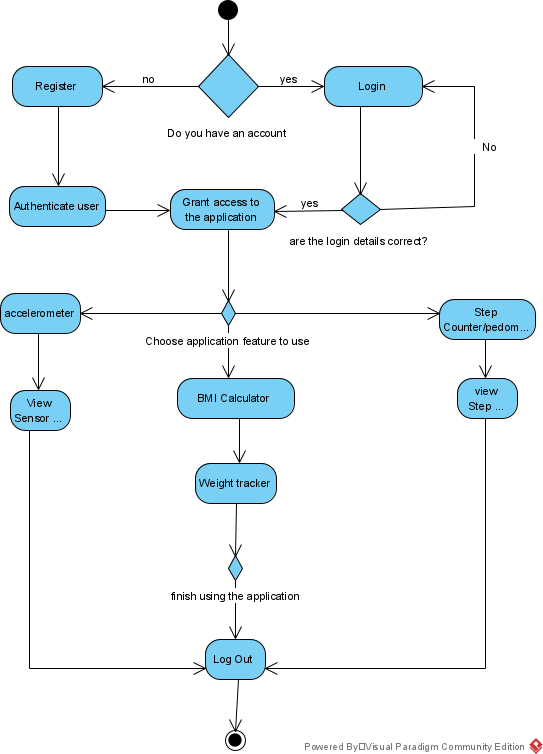 no
yes
Register
Login
Do you have an account
No
Authenticate user
Grant access to
the application
yes
are the login details correct?
accelerometer
Step
Counter/pedom...
Choose application feature to use
View
Sensor ...
BMI Calculator
view
Step ...
Weight tracker
finish using the application
Log Out
Powered By Visual Paradigm Community Edition